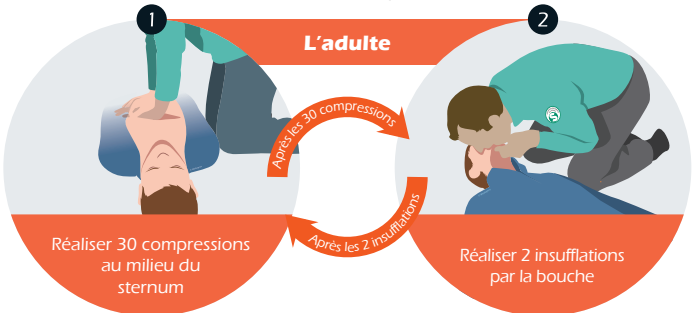 1
L'adulte
2
Après les 30 compressions
Après les 2 insufflations
Réaliser 30 compressions
au milieu du
sternum
Réaliser 2 insufflations
par la bouche